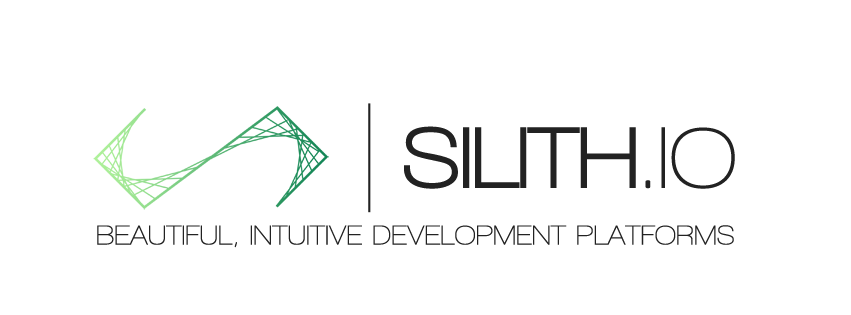 SILITH.IO
BEAUTIFUL, INTUITIVE DEVELOPMENT PLATFORMS